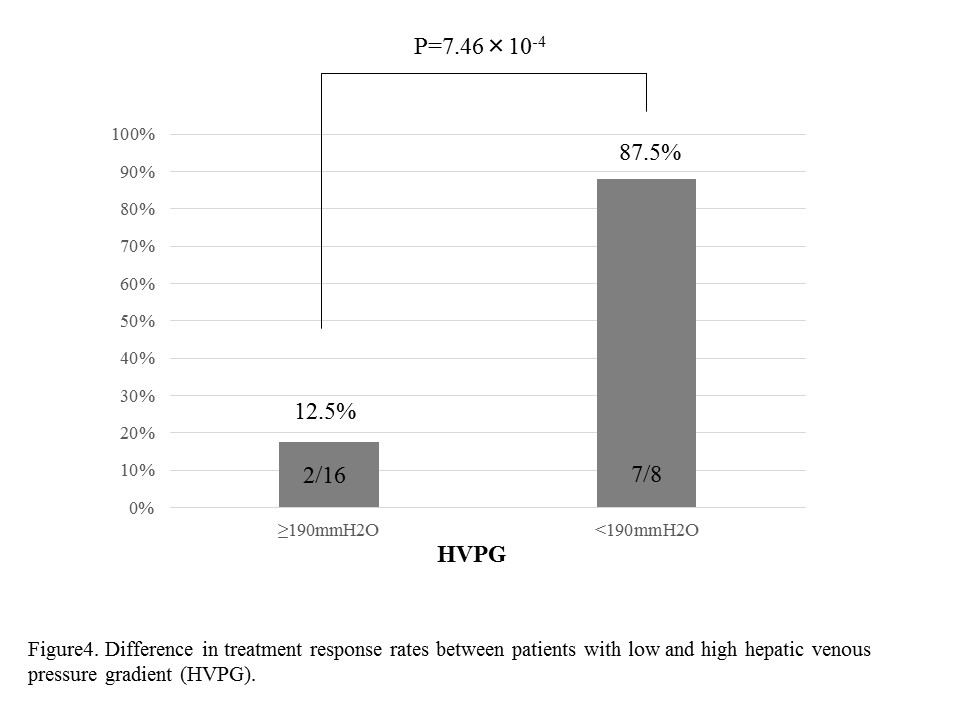 P=7.46×10-4
100%
90%
80%
70%
60%
50%
40%
30%
20%
10%
0%
12.5%
2/16
87.5%
7/8
≥190mmH2O
<190mmH2O
HVPG
Figure4. Difference in treatment response rates between patients with low and high hepatic venous
pressure gradient (HVPG).